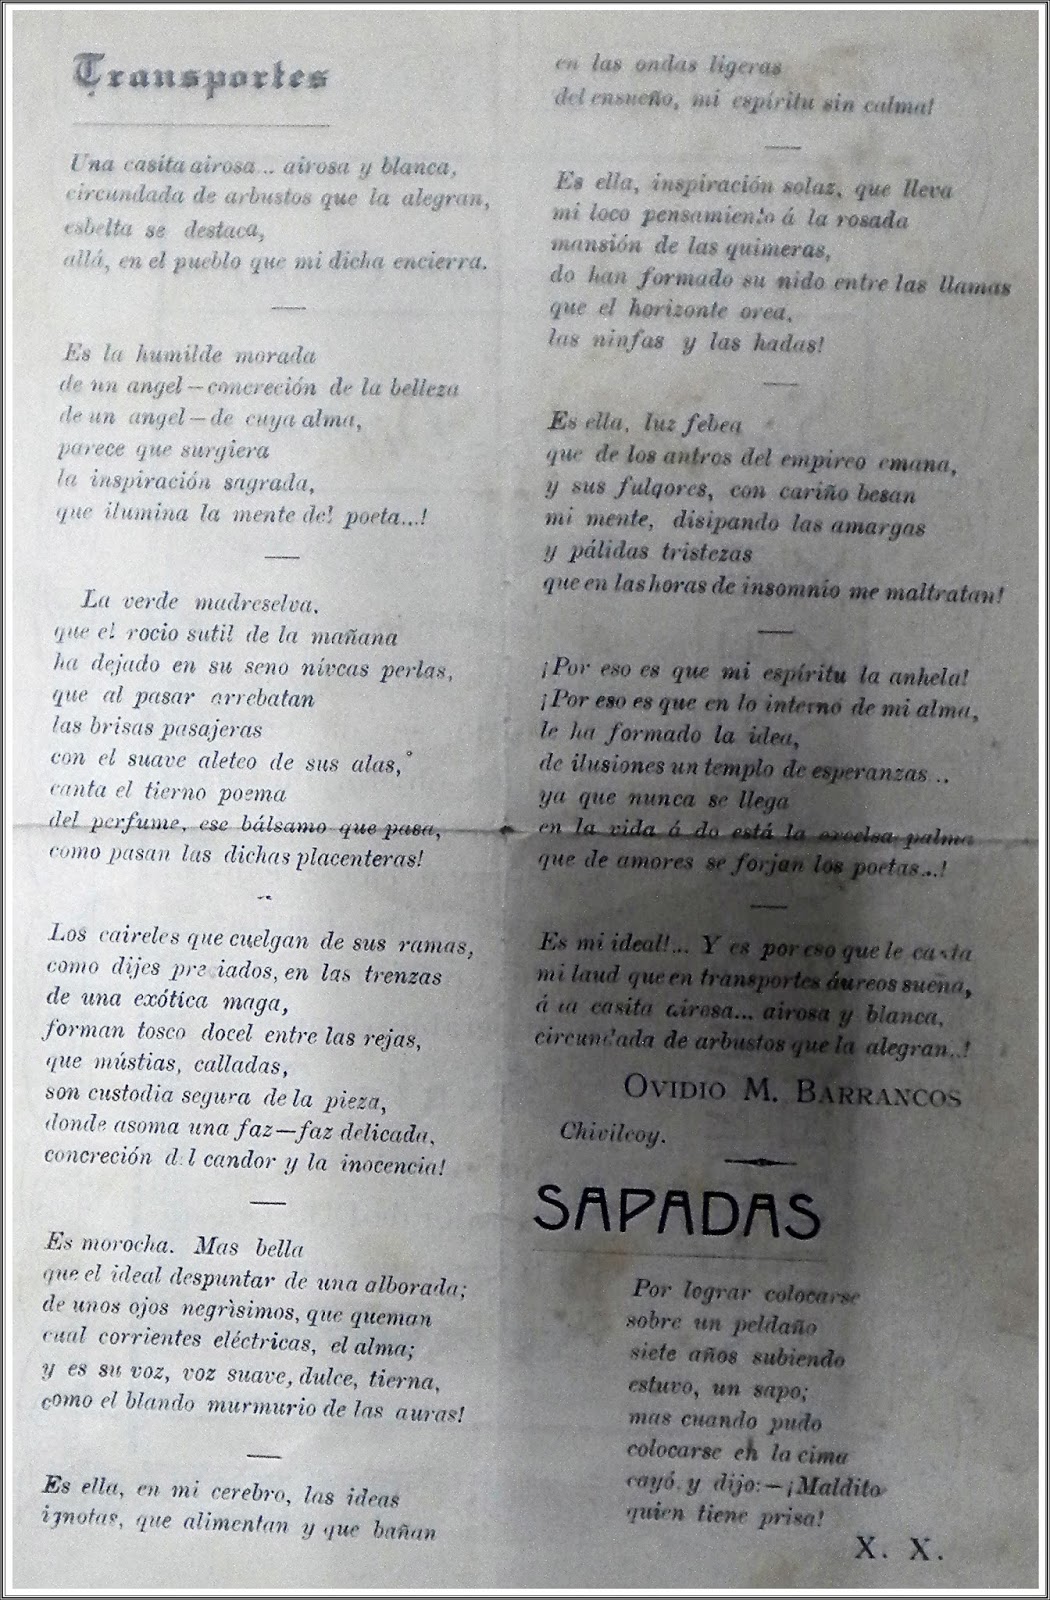 Transportes
Una casita airosa... airosa y blanca,
circundada de arbustos que la alegran,
esbelta se destaca,
allá, en el pueblo que mi dicha encierra.
Es la humilde morada
de un angel—concreción de la belleza
de un angel—de cuya alma,
parece que surgiera
la inspiración sagrada,
que ilumina la mente del poeta...!
La verde madreselva.
que el rocio sutil de la mañana
ha dejado en su seno nívcas perlas,
que al pasar arrebatan
las brisas pasajeras
con el suave aleteo de sus alas,
canta el tierno poema
del perfume, ese bálsamo que pasa,
como pasan las dichas placenteras!
Los caireles que cuelgan de sus ramas,
como dijes preciados, en las trenzas
de una exótica maga,
forman tosco docel entre las rejas,
que mústias, calladas,
son custodia segura de la pieza,
donde asoma una faz—faz delicada,
concreción del candor y la inocencia!
Es morocha. Mas bella
que el ideal despuntar de una alborada;
de unos ojos negrìsimos, que queman
cual corrientes eléctricas, el alma;
y es su voz, voz suave, dulce, tierna,
como el blando murmurio de las auras!
Es ella, en mi cerebro, las ideas
ignotas, que alimentan y que bañan
en las ondas ligeras
del ensueño, mi espíritu sin calma!
Es ella, inspiración solaz, que lleva
mi loco pensamiento á la rosada
mansión de las quimeras,
do han formado su nido entre las llamas
que el horizonte orea,
las ninfas y las hadas!
Es ella, luz febea
que de los antros del empireo emana,
y sus fulgores, con cariño besan
mi mente, disipando las amargas
y pálidas tristezas
que en las horas de insomnio me maltratan!
¡Por eso es que mi espíritu la anhela!
¡Por eso es que en lo interno de mi alma,
le ha formado la idea,
de ilusiones un templo de esperanzas..
ya que nunca se llega
en la vida á do está la excelsa palma
que de amores se forjan los poetas...!
Es mi ideal!... Y es por eso que le canta
mi laud que en transportes áureos sueña,
á la casita airosa... airosa y blanca,
circundada de arbustos que la alegran..!
OVIDIO M. BARRANCOS
Chivilcoy.
SAPADAS
Por lograr colocarse
sobre un peldaño
siete años subiendo
estuvo, un sapo;
mas cuando pudo
colocarse en la cima
cayó y dijo:—¡Maldito
quien tiene prisa!
X. X.